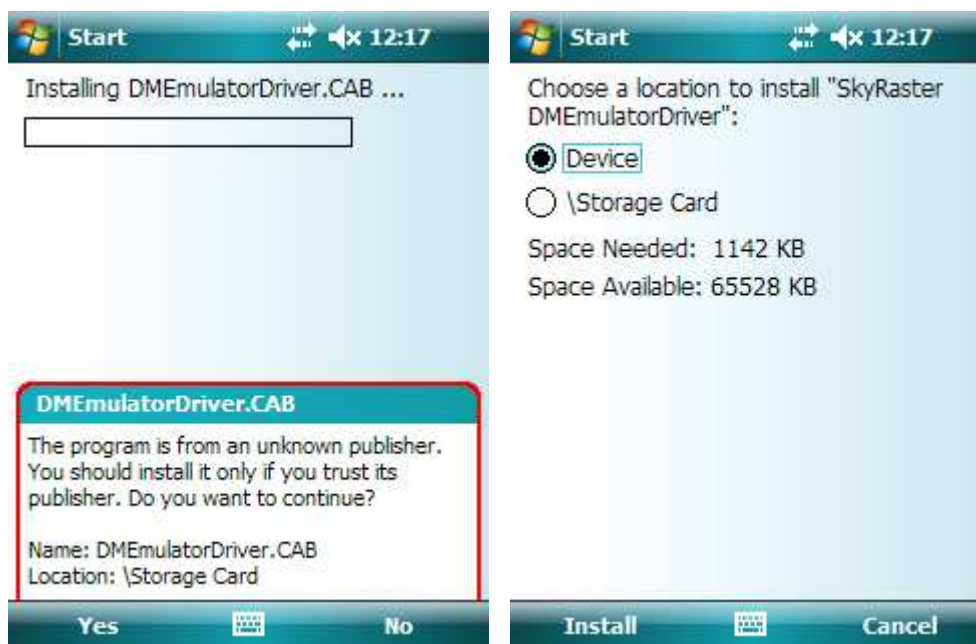 Start 12:17
Installing DMEmulatorDriver.CAB ...
DMEmulatorDriver.CAB
The program is from an unknown publisher.
You should install it only if you trust its
publisher. Do you want to continue?
Name: DMEmulatorDriver.CAB
Location: \Storage Card
Yes No
Start 12:17
Choose a location to install "SkyRaster
DMEmulatorDriver":
Device
\Storage Card
Space Needed: 1142 KB
Space Available: 65528 KB
Install Cancel